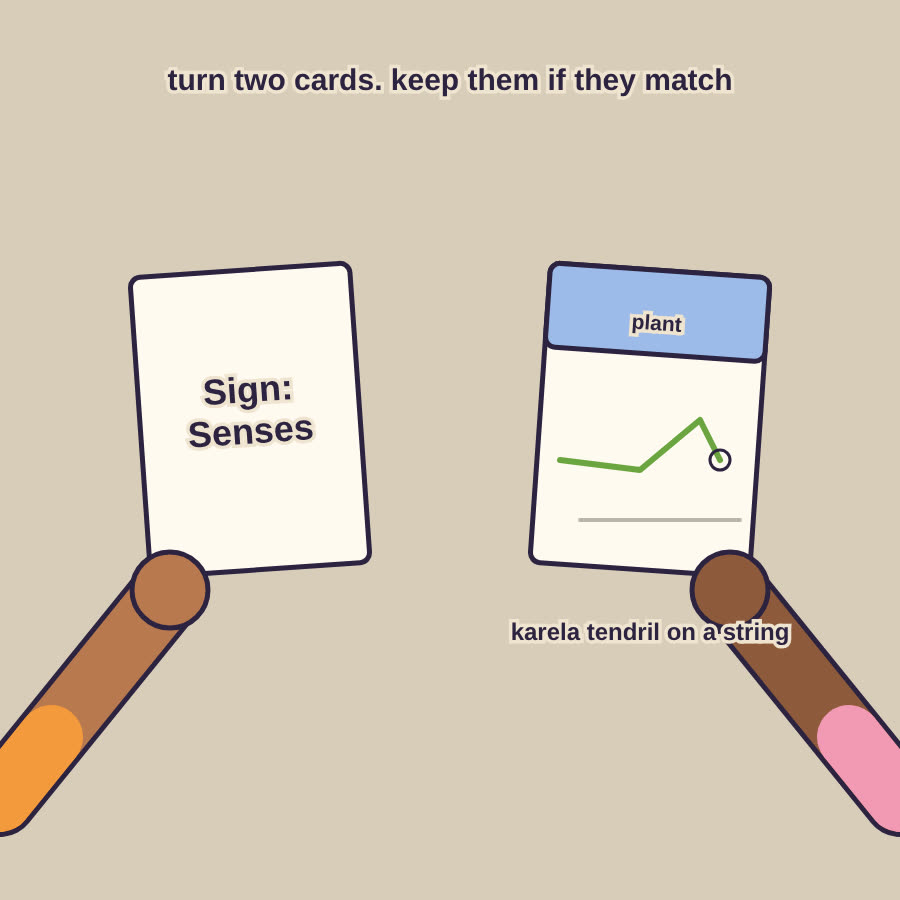 turn two cards. keep them if they match
Sign:
Senses
plant
karela tendril on a string